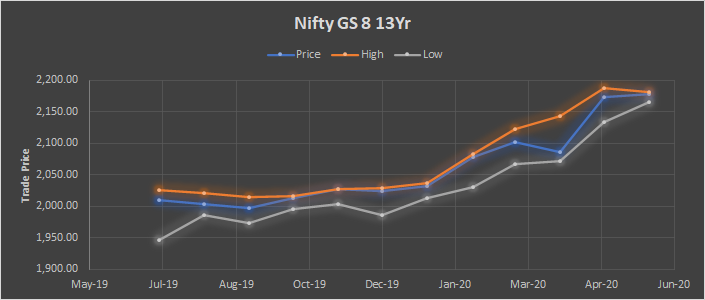 Nifty GS 8 13Yr
Price High Low
Trade Price
2,200.00
2,150.00
2,100.00
2,050.00
2,000.00
1,950.00
1,900.00
May-19 Jul-19 Aug-19 Oct-19 Nov-19 Dec-19 Jan-20 Mar-20 Apr-20 Jun-20